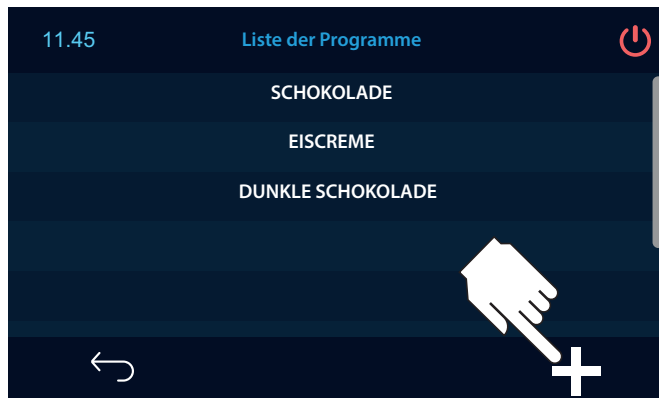 11.45
Liste der Programme
SCHOKOLADE
EISCREME
DUNKLE SCHOKOLADE